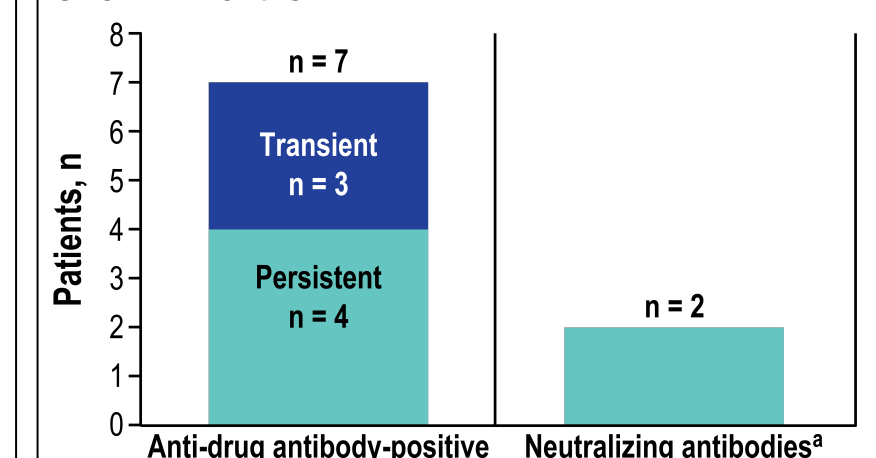 8
7
6
5
4
3
2
1
0
Patients, n
n = 7
Transient
n = 3
Persistent
n = 4
n = 2
Anti-drug antibody-positive
Neutralizing antibodiesᵃ